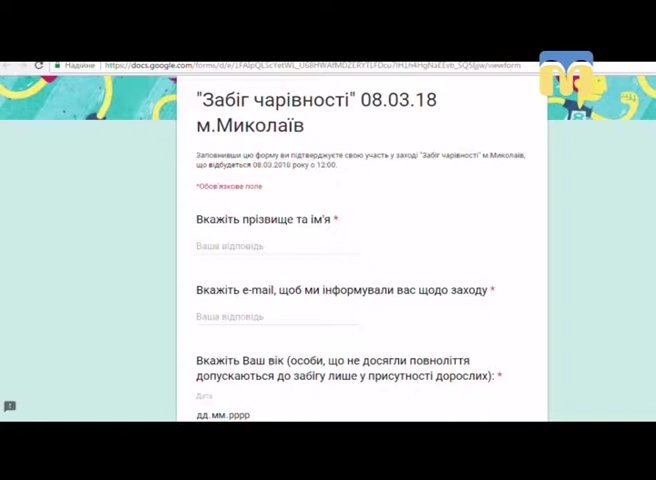 Надійне
"Забіг чарівності" 08.03.18
м.Миколаїв
Заповнивши цю форму ви підтверджуєте свою участь у заході "Забіг чарівності" м.Миколаїв,
що відбудеться 08.03.2018 року о 12:00.
*Обов'язкове поле
Вкажіть прізвище та ім'я *
Ваша відповідь
Вкажіть e-mail, щоб ми інформували вас щодо заходу *
Ваша відповідь
Вкажіть Ваш вік (особи, що не досягли повноліття
допускаються до забігу лише у присутності дорослих): *
Дата
дд.мм.рррр